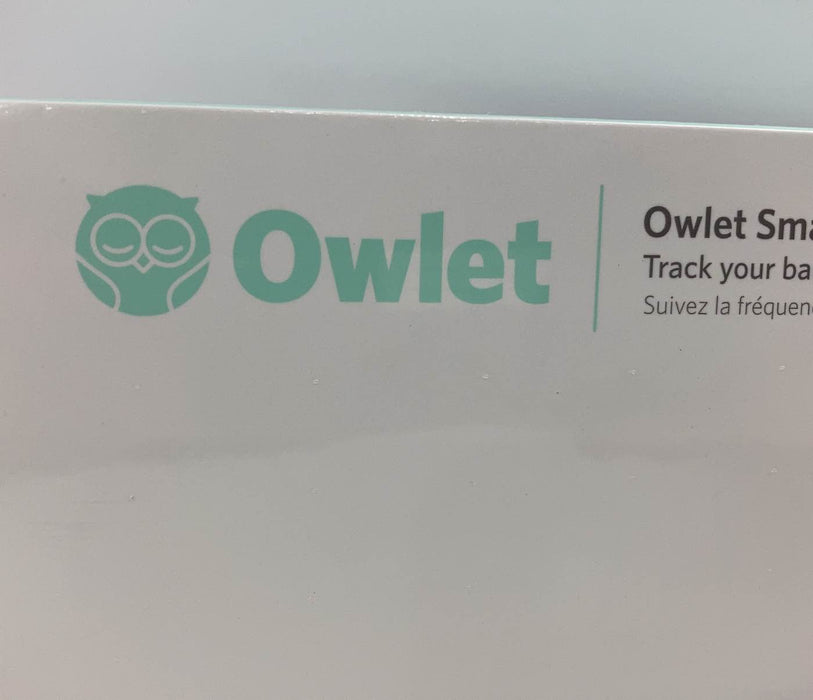 Owlet
Owlet Sma
Track your ba
Suivez la fréquen